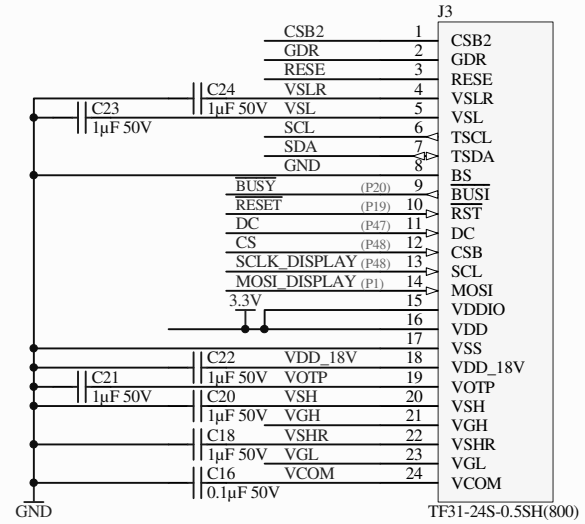 J3
CSB2 1 CSB2
GDR 2 GDR
RESE 3 RESE
C24 VSLR 4 VSLR
1µF 50V
C23 VSL 5 VSL
1µF 50V
SCL 6 TSCL
SDA 7 TSDA
GND 8 BS
BUSY (P20) 9 BUSI
RESET (P19) 10 RST
DC (P47) 11 DC
CS (P48) 12 CSB
SCLK_DISPLAY (P48) 13 SCL
MOSI_DISPLAY (P1) 14 MOSI
3.3V 15 VDDIO
16 VDD
17 VSS
C22 VDD_18V 18 VDD_18V
1µF 50V
C21 VOTP 19 VOTP
1µF 50V
C20 VSH 20 VSH
1µF 50V
VGH 21 VGH
C18 VSHR 22 VSHR
1µF 50V
VGL 23 VGL
C16 VCOM 24 VCOM
0.1µF 50V
GND
TF31-24S-0.5SH(800)